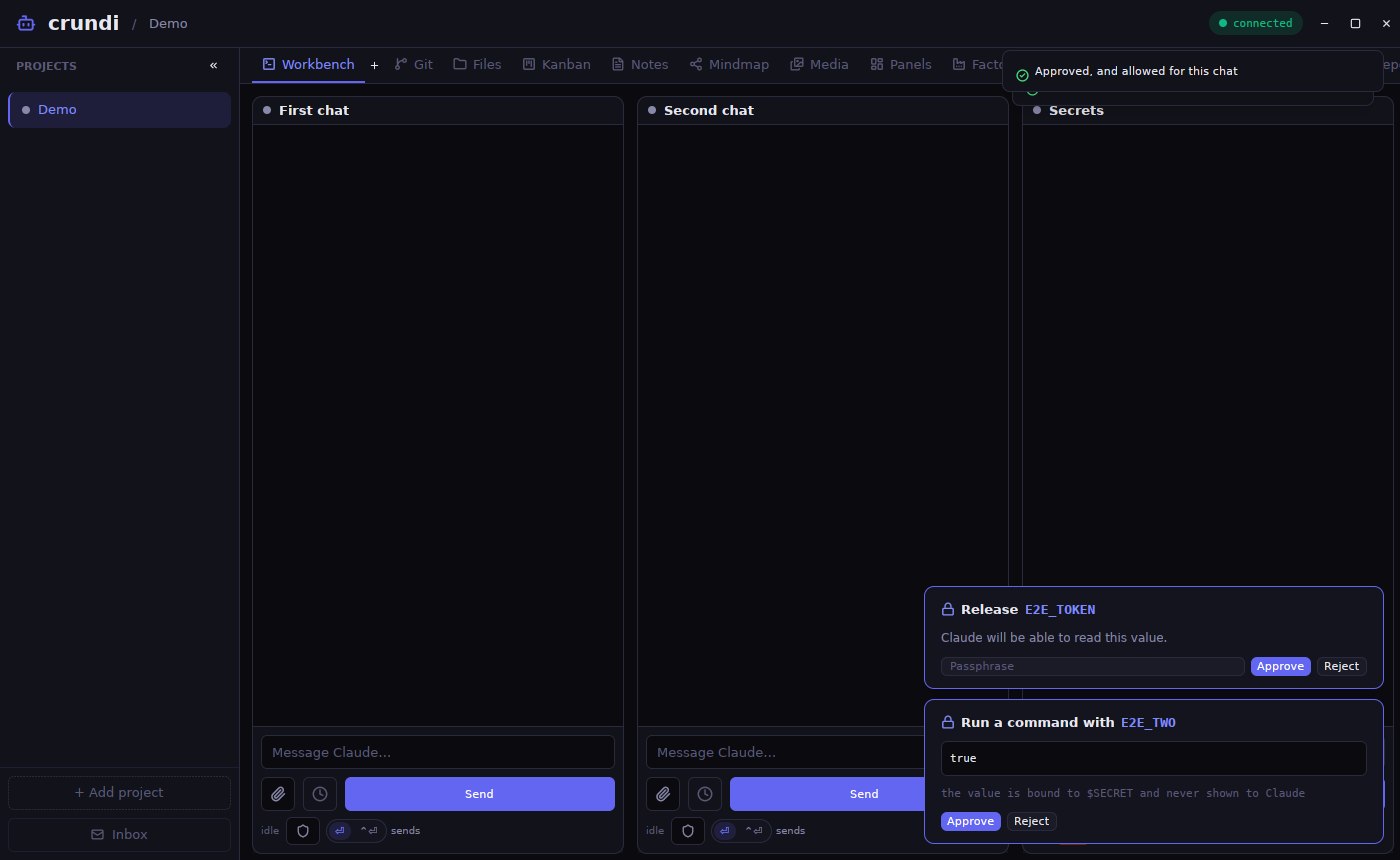 crundi / Demo
connected
PROJECTS «
Demo
Workbench + Git Files Kanban Notes Mindmap Media Panels
Approved, and allowed for this chat
First chat
Second chat
Secrets
Release E2E_TOKEN
Claude will be able to read this value.
Passphrase Approve Reject
Run a command with E2E_TWO
true
the value is bound to $SECRET and never shown to Claude
Approve Reject
Message Claude...
Send
idle ⏎ ^⏎ sends
Message Claude...
Send
idle ⏎ ^⏎ sends
+ Add project
Inbox